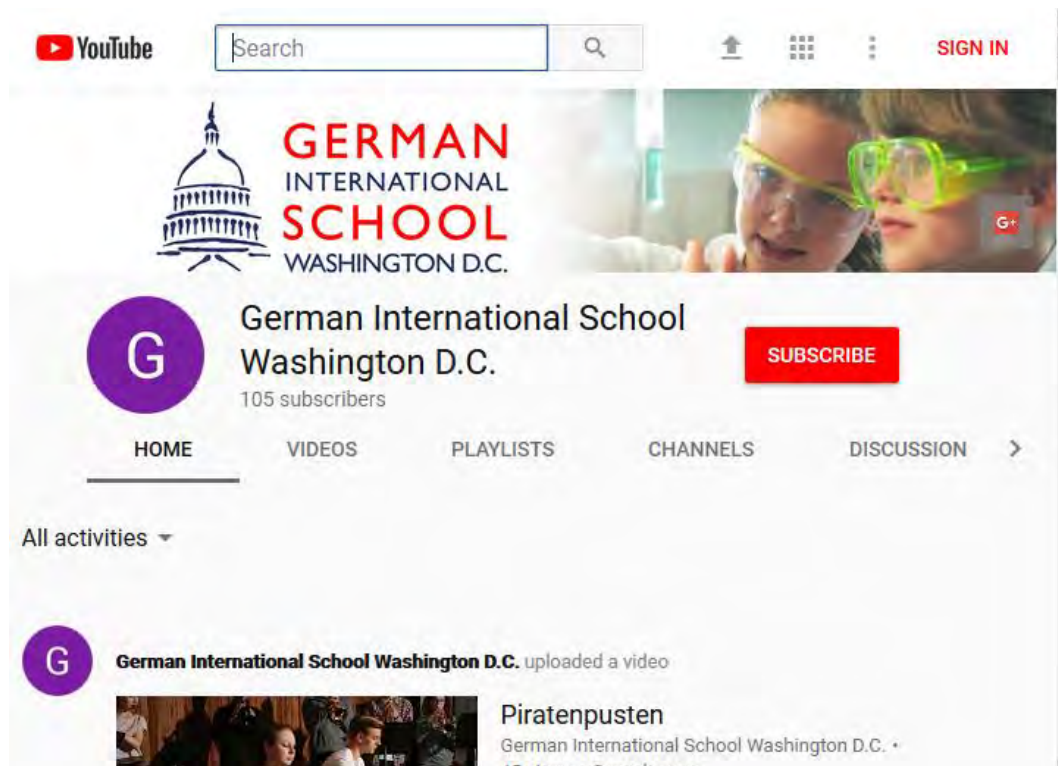 YouTube
Search
SIGN IN
GERMAN
INTERNATIONAL
SCHOOL
WASHINGTON D.C.
G+
G
German International School
Washington D.C.
SUBSCRIBE
105 subscribers
HOME VIDEOS PLAYLISTS CHANNELS DISCUSSION
All activities
G
German International School Washington D.C. uploaded a video
Piratenpusten
German International School Washington D.C. •